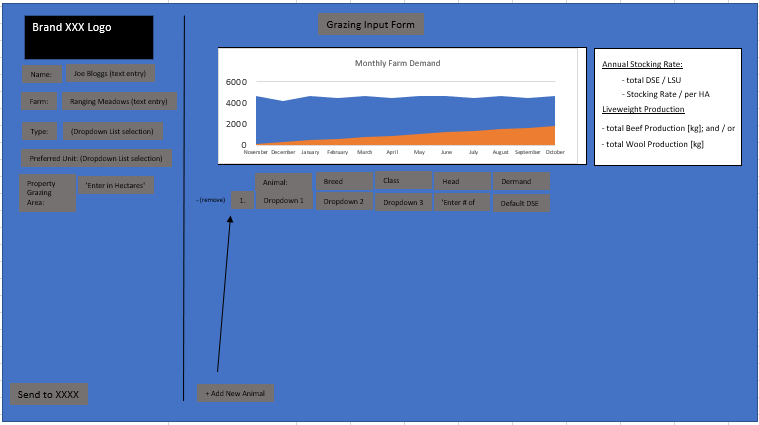 Brand XXX Logo
Grazing Input Form
Name:
Joe Bloggs (text entry)
Farm:
Ranging Meadows (text entry)
Type:
(Dropdown List selection)
Preferred Unit: (Dropdown List selection)
Property
Grazing
Area:
'Enter in Hectares'
Monthly Farm Demand
6000
4000
2000
0
November December January February March April May June July August September October
Annual Stocking Rate:
- total DSE / LSU
- Stocking Rate / per HA
Liveweight Production
- total Beef Production [kg]; and / or
- total Wool Production [kg]
Animal: Breed Class Head Dermand
- (remove) 1. Dropdown 1 Dropdown 2 Dropdown 3 'Enter # of Default DSE
Send to XXXX
+ Add New Animal